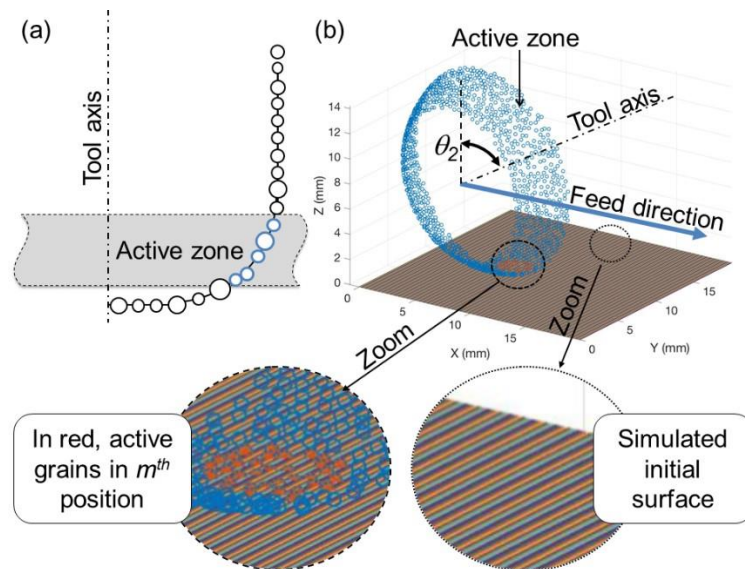 (a)
Tool axis
Active zone
(b)
Active zone
Tool axis
θ2
Feed direction
Z (mm)
14
12
10
8
6
4
2
0
0
5
10
15
X (mm)
0
5
10
15
Y (mm)
Zoom
Zoom
In red, active
grains in mth
position
Simulated
initial
surface